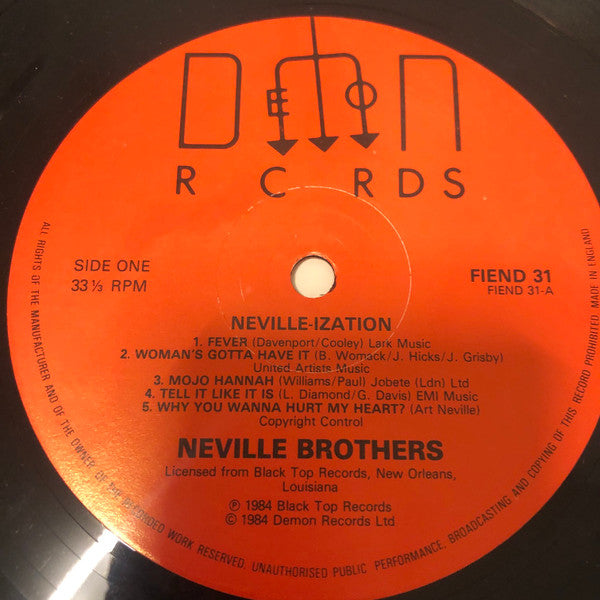 DEMON
RECORDS
SIDE ONE
33 ⅓ RPM
FIEND 31
FIEND 31-A
NEVILLE-IZATION
1. FEVER (Davenport/Cooley) Lark Music
2. WOMAN'S GOTTA HAVE IT (B. Womack/J. Hicks/J. Grisby)
United Artists Music
3. MOJO HANNAH (Williams/Paul) Jobete (Ldn) Ltd
4. TELL IT LIKE IT IS (L. Diamond/G. Davis) EMI Music
5. WHY YOU WANNA HURT MY HEART? (Art Neville)
Copyright Control
NEVILLE BROTHERS
Licensed from Black Top Records, New Orleans,
Louisiana
℗ 1984 Black Top Records
© 1984 Demon Records Ltd
ALL RIGHTS OF THE MANUFACTURER AND OF THE OWNER OF THE RECORDED WORK RESERVED. UNAUTHORISED PUBLIC PERFORMANCE, BROADCASTING AND COPYING OF THIS RECORD PROHIBITED. MADE IN ENGLAND